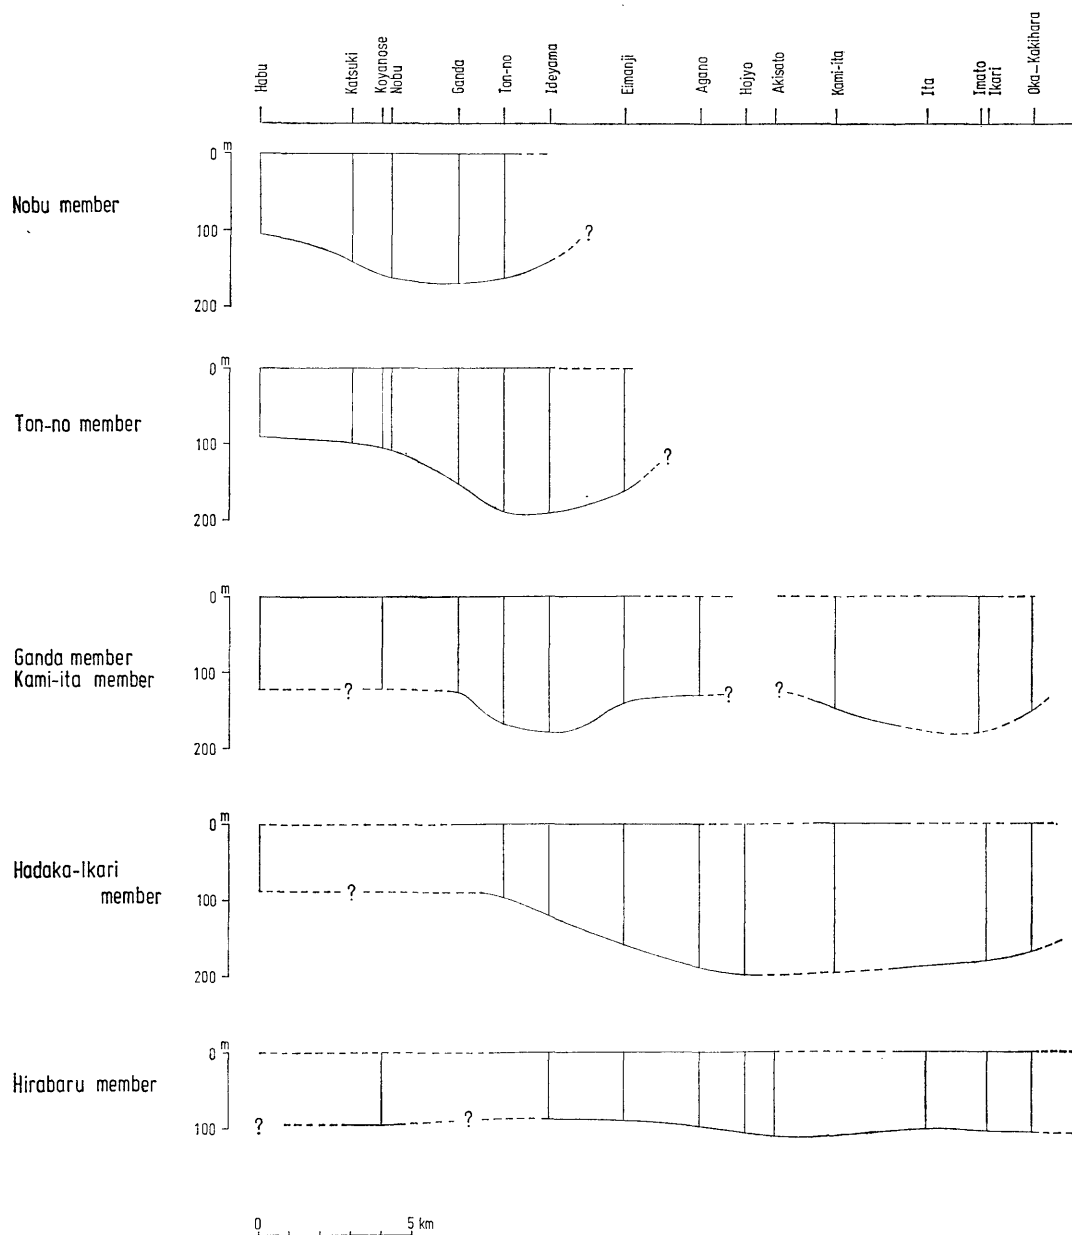 Habu
Katsuki
Koyanose
Nobu
Ganda
Ton-no
Ideyama
Eimanji
Agano
Hojyo
Akisato
Kami-ita
Ita
Imato
Ikari
Oka-Kakihara
Nobu member
0 m
100
200
?
Ton-no member
0 m
100
200
?
Ganda member
Kami-ita member
0 m
100
200
? ? ?
Hadaka-Ikari
member
0 m
100
200
?
Hirabaru member
0 m
100
? ?
0 5 km